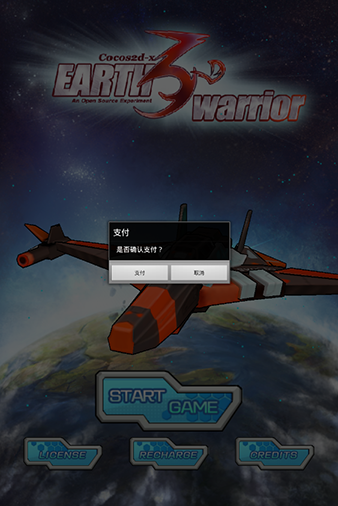 Cocos2d-x
EARTH 3D
An Open Source Experiment
warrior
支付
是否确认支付？
支付
取消
START GAME
LICENSE
RECHARGE
CREDITS